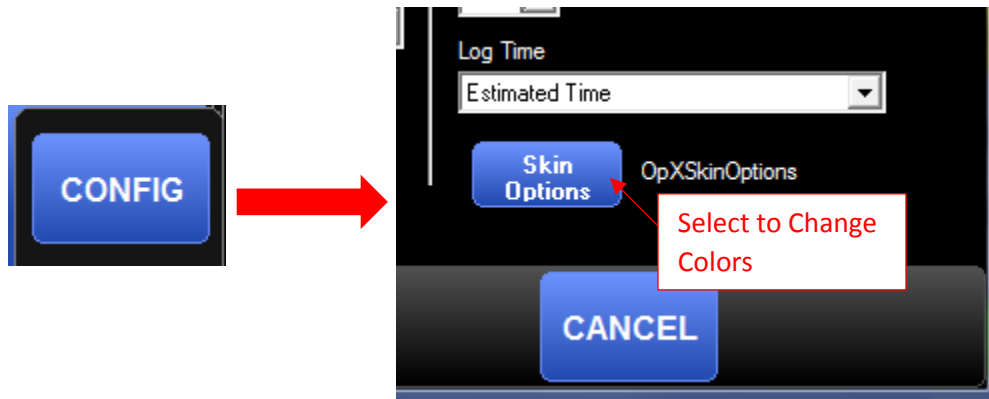 CONFIG
Log Time
Estimated Time
Skin
Options
OpXSkinOptions
Select to Change
Colors
CANCEL